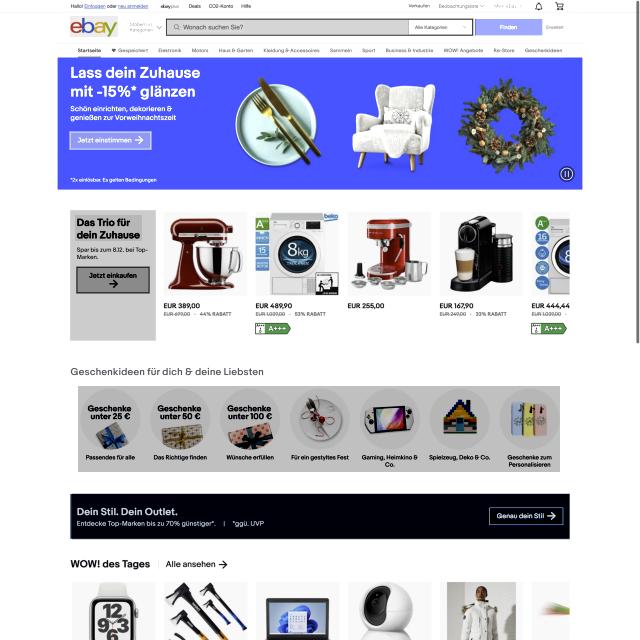 Hallo! Einloggen oder neu anmelden
ebayplus
Deals
CO2-Konto
Hilfe
Verkaufen
Beobachtungsliste
ebay
Stöbern in Kategorien
Wonach suchen Sie?
Alle Kategorien
Finden
Erweitert
Startseite
Gespeichert
Elektronik
Motors
Haus & Garten
Kleidung & Accessoires
Sammeln
Sport
Business & Industrie
WOW! Angebote
Re-Store
Geschenkideen
Lass dein Zuhause
mit -15%* glänzen
Schön einrichten, dekorieren &
genießen zur Vorweihnachtszeit
Jetzt einstimmen
*2x einlösbar. Es gelten Bedingungen
Das Trio für
dein Zuhause
Spar bis zum 8.12. bei Top-
Marken.
Jetzt einkaufen
beko
8kg
EUR 389,00
EUR 699,00 - 44% RABATT
EUR 489,90
EUR 1.039,00 - 53% RABATT
A+++
EUR 255,00
EUR 167,90
EUR 249,00 - 33% RABATT
EUR 444,44
EUR 1.039,00 -
A+++
Geschenkideen für dich & deine Liebsten
Geschenke
unter 25 €
Passendes für alle
Geschenke
unter 50 €
Das Richtige finden
Geschenke
unter 100 €
Wünsche erfüllen
Für ein gestyltes Fest
Gaming, Heimkino &
Co.
Spielzeug, Deko & Co.
Geschenke zum
Personalisieren
Dein Stil. Dein Outlet.
Entdecke Top-Marken bis zu 70% günstiger*. | *ggü. UVP
Genau dein Stil
WOW! des Tages
Alle ansehen